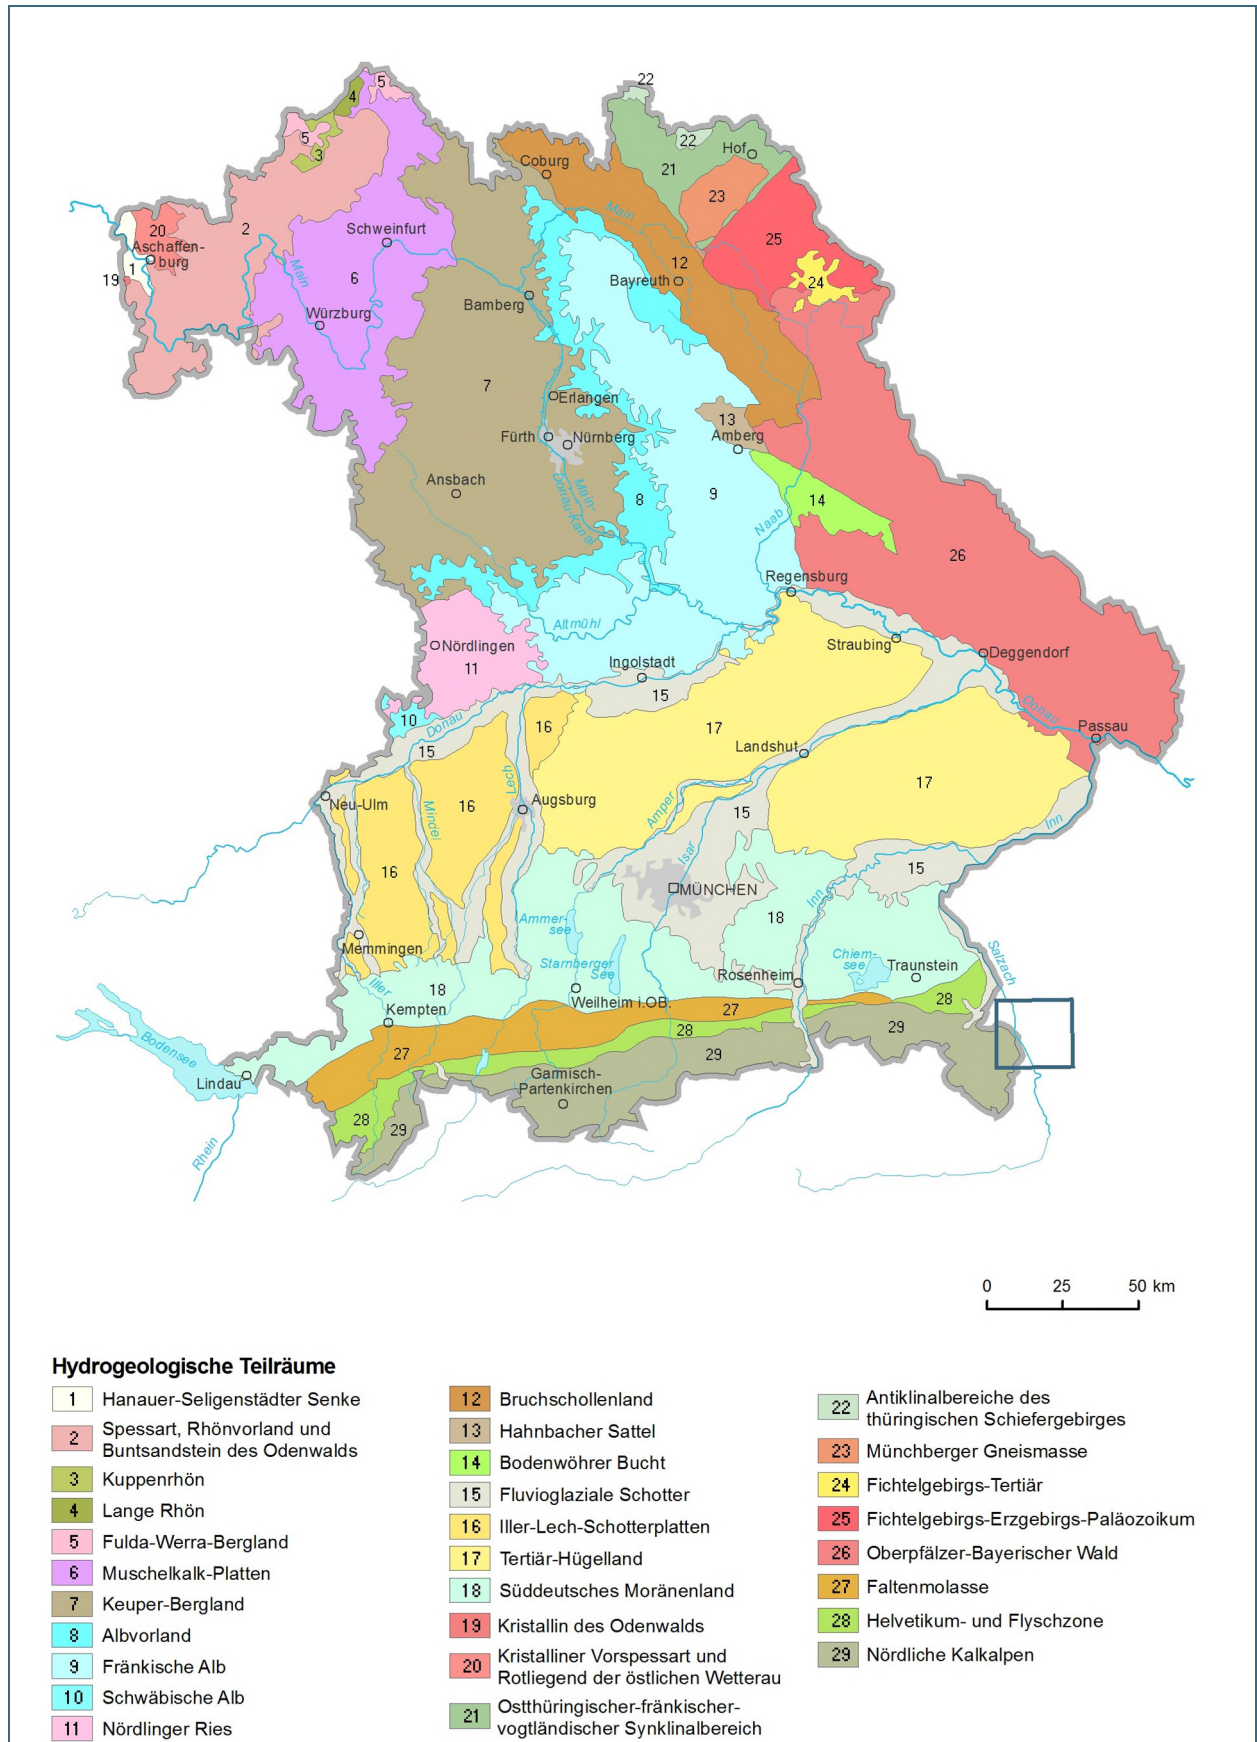 22
5
4
22
5
Hof
3
Coburg
21
23
20
2
Main
Schweinfurt
25
Aschaffen-
burg
1
19
Main
6
12
Bayreuth
24
Bamberg
Würzburg
7
Erlangen
13
Fürth
Nürnberg
Amberg
Ansbach
Main-
Donau-Kanal
8
9
14
Naab
26
Regensburg
Altmühl
Straubing
Nördlingen
11
Ingolstadt
Deggendorf
15
10
Donau
16
17
Donau
Passau
15
Landshut
Lech
17
Neu-Ulm
Mindel
16
Augsburg
Amper
15
Inn
Isar
16
15
MÜNCHEN
Inn
18
Ammer-
see
Memmingen
Starnberger
See
Chiem-
see
Traunstein
Salzach
Rosenheim
Iller
18
Kempten
Weilheim i.OB.
27
28
28
29
29
Bodensee
27
Lindau
Garmisch-
Partenkirchen
28
29
Rhein
0 25 50 km
Hydrogeologische Teilräume
1 Hanauer-Seligenstädter Senke
2 Spessart, Rhönvorland und
Buntsandstein des Odenwalds
3 Kuppenrhön
4 Lange Rhön
5 Fulda-Werra-Bergland
6 Muschelkalk-Platten
7 Keuper-Bergland
8 Albvorland
9 Fränkische Alb
10 Schwäbische Alb
11 Nördlinger Ries
12 Bruchschollenland
13 Hahnbacher Sattel
14 Bodenwöhrer Bucht
15 Fluvioglaziale Schotter
16 Iller-Lech-Schotterplatten
17 Tertiär-Hügelland
18 Süddeutsches Moränenland
19 Kristallin des Odenwalds
20 Kristalliner Vorspessart und
Rotliegend der östlichen Wetterau
21 Ostthüringischer-fränkischer-
vogtländischer Synklinalbereich
22 Antiklinalbereiche des
thüringischen Schiefergebirges
23 Münchberger Gneismasse
24 Fichtelgebirgs-Tertiär
25 Fichtelgebirgs-Erzgebirgs-Paläozoikum
26 Oberpfälzer-Bayerischer Wald
27 Faltenmolasse
28 Helvetikum- und Flyschzone
29 Nördliche Kalkalpen